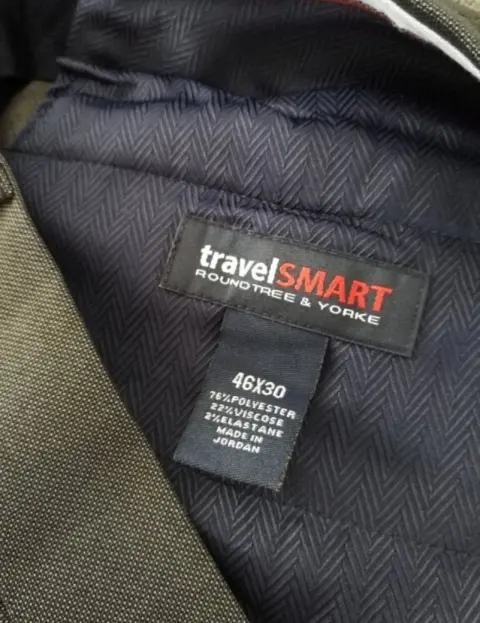 travelSMART
ROUNDTREE & YORKE
46X30
76%POLYESTER
22%VISCOSE
2%ELASTANE
MADE IN
JORDAN